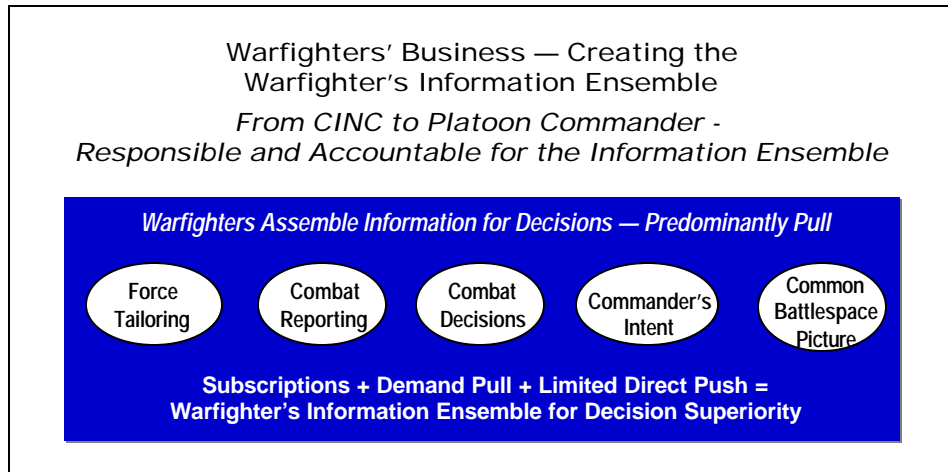 Warfighters' Business — Creating the
Warfighter's Information Ensemble
From CINC to Platoon Commander -
Responsible and Accountable for the Information Ensemble
Warfighters Assemble Information for Decisions — Predominantly Pull
Force
Tailoring
Combat
Reporting
Combat
Decisions
Commander's
Intent
Common
Battlespace
Picture
Subscriptions + Demand Pull + Limited Direct Push =
Warfighter's Information Ensemble for Decision Superiority